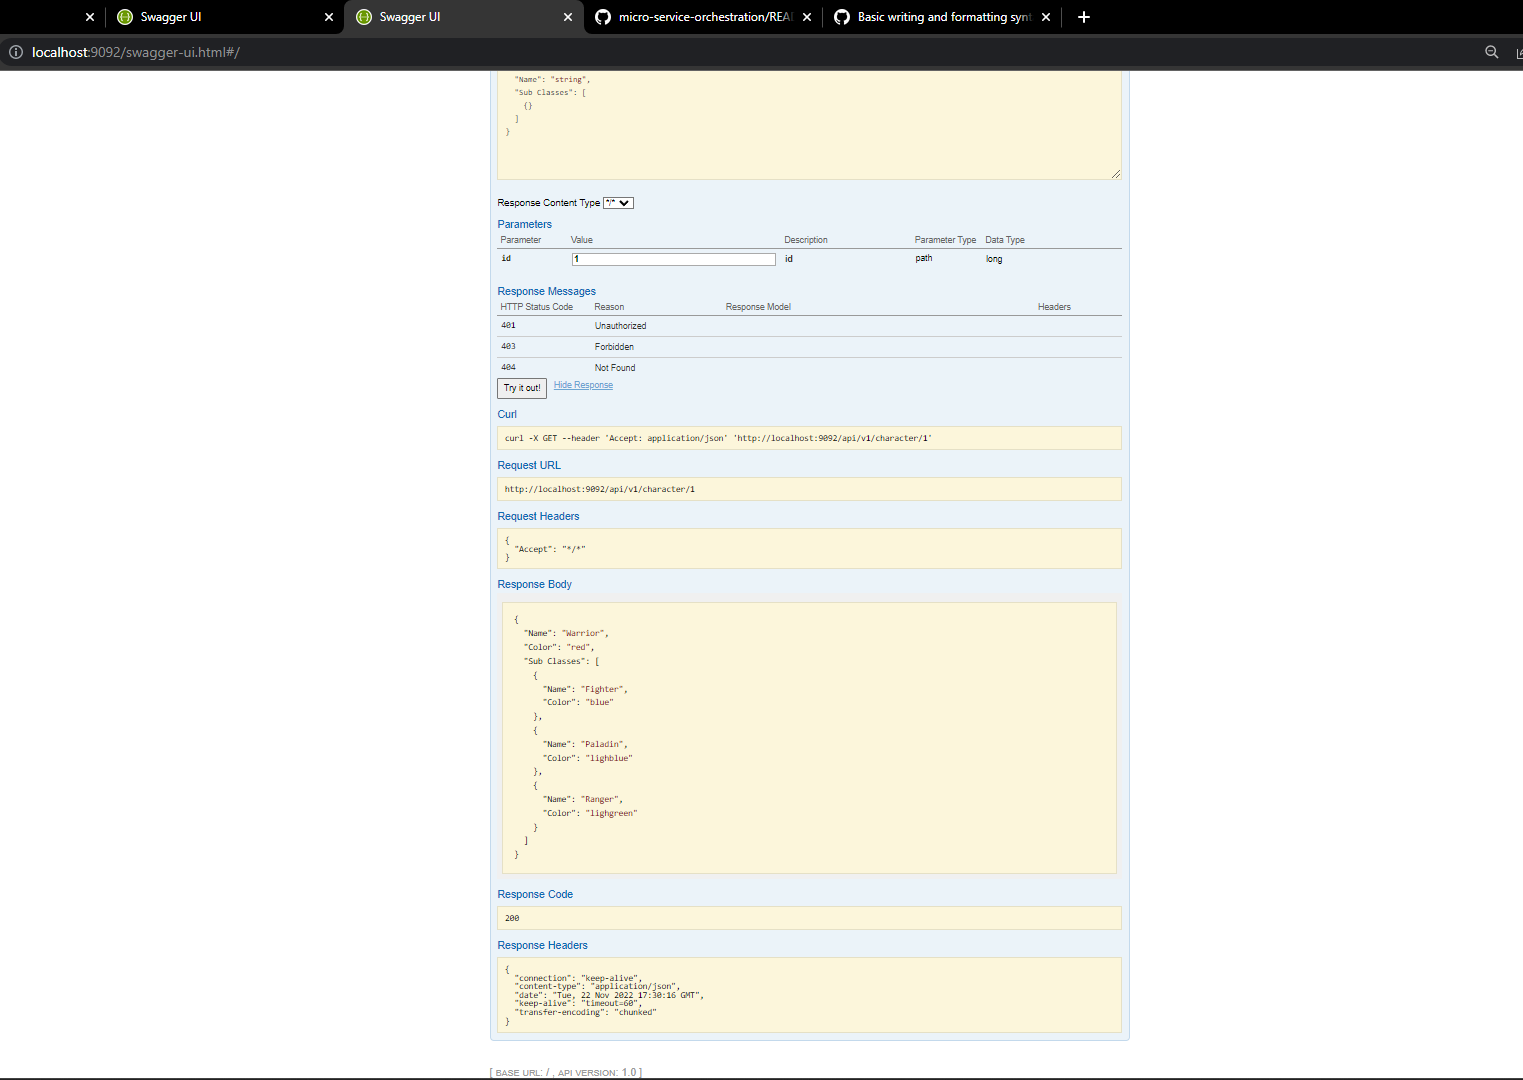 Swagger UI
Swagger UI
micro-service-orchestration/REA
Basic writing and formatting synt
localhost:9092/swagger-ui.html#/
"Name": "string",
"Sub Classes": [
{}
]
}
Response Content Type */*
Parameters
Parameter Value Description Parameter Type Data Type
id 1 id path long
Response Messages
HTTP Status Code Reason Response Model Headers
401 Unauthorized
403 Forbidden
404 Not Found
Try it out! Hide Response
Curl
curl -X GET --header 'Accept: application/json' 'http://localhost:9092/api/v1/character/1'
Request URL
http://localhost:9092/api/v1/character/1
Request Headers
{
"Accept": "*/*"
}
Response Body
{
"Name": "Warrior",
"Color": "red",
"Sub Classes": [
{
"Name": "Fighter",
"Color": "blue"
},
{
"Name": "Paladin",
"Color": "lighblue"
},
{
"Name": "Ranger",
"Color": "lighgreen"
}
]
}
Response Code
200
Response Headers
{
"connection": "keep-alive",
"content-type": "application/json",
"date": "Tue, 22 Nov 2022 17:30:16 GMT",
"keep-alive": "timeout=60",
"transfer-encoding": "chunked"
}
[ BASE URL: / , API VERSION: 1.0 ]